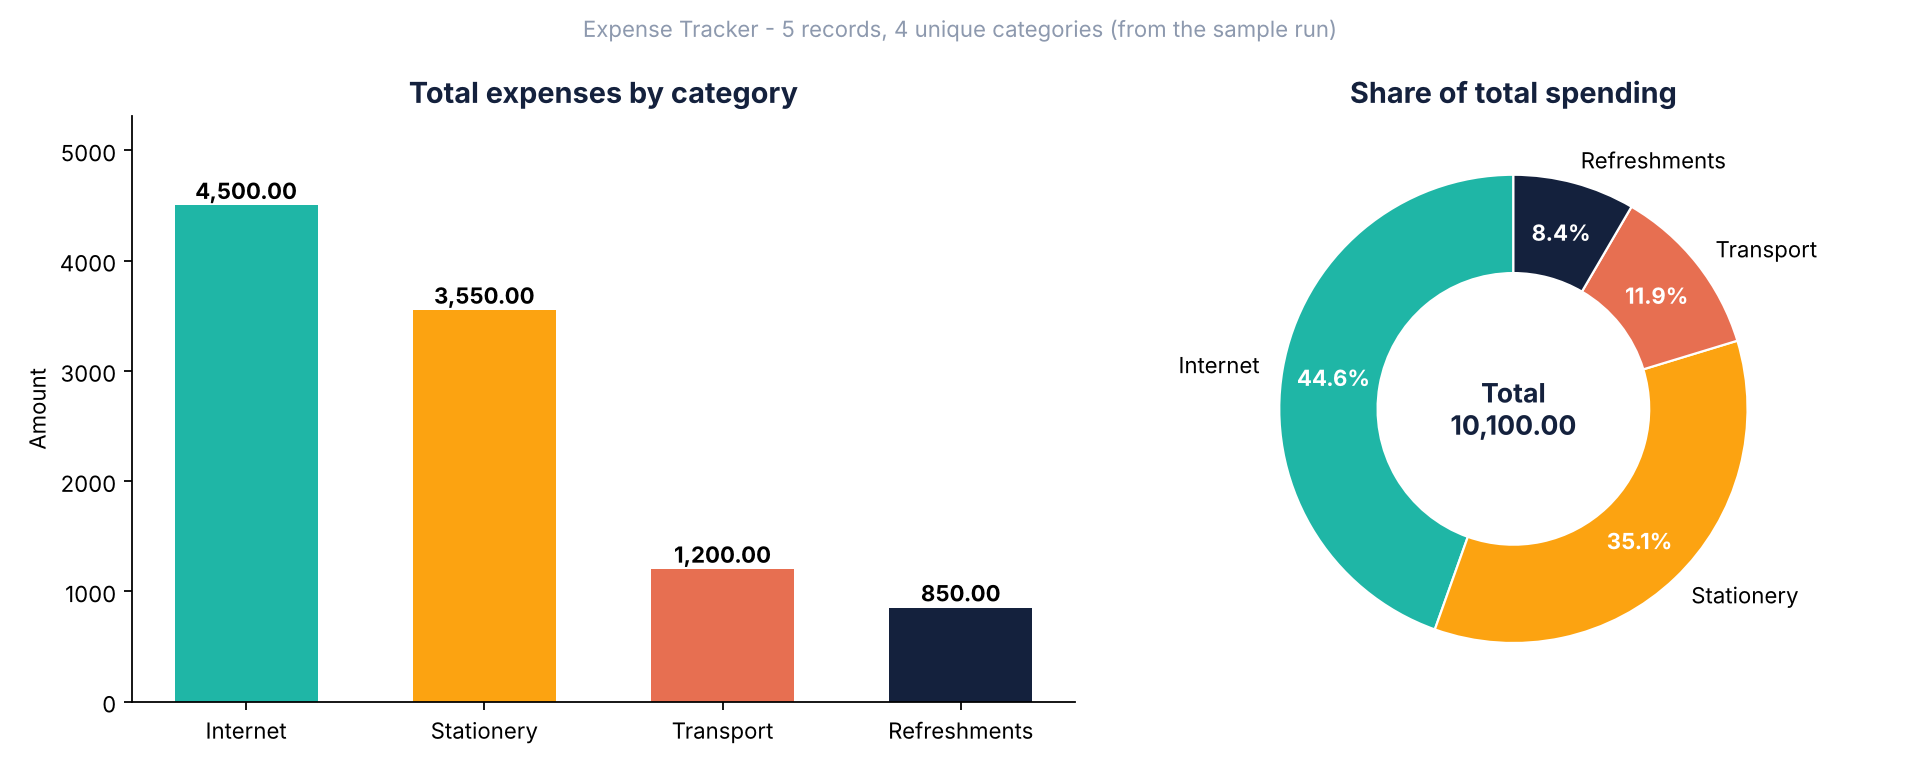 Expense Tracker - 5 records, 4 unique categories (from the sample run)
Total expenses by category
Amount
5000
4000
3000
2000
1000
0
4,500.00
3,550.00
1,200.00
850.00
Internet
Stationery
Transport
Refreshments
Share of total spending
Refreshments
8.4%
Transport
11.9%
Internet
44.6%
Total
10,100.00
35.1%
Stationery